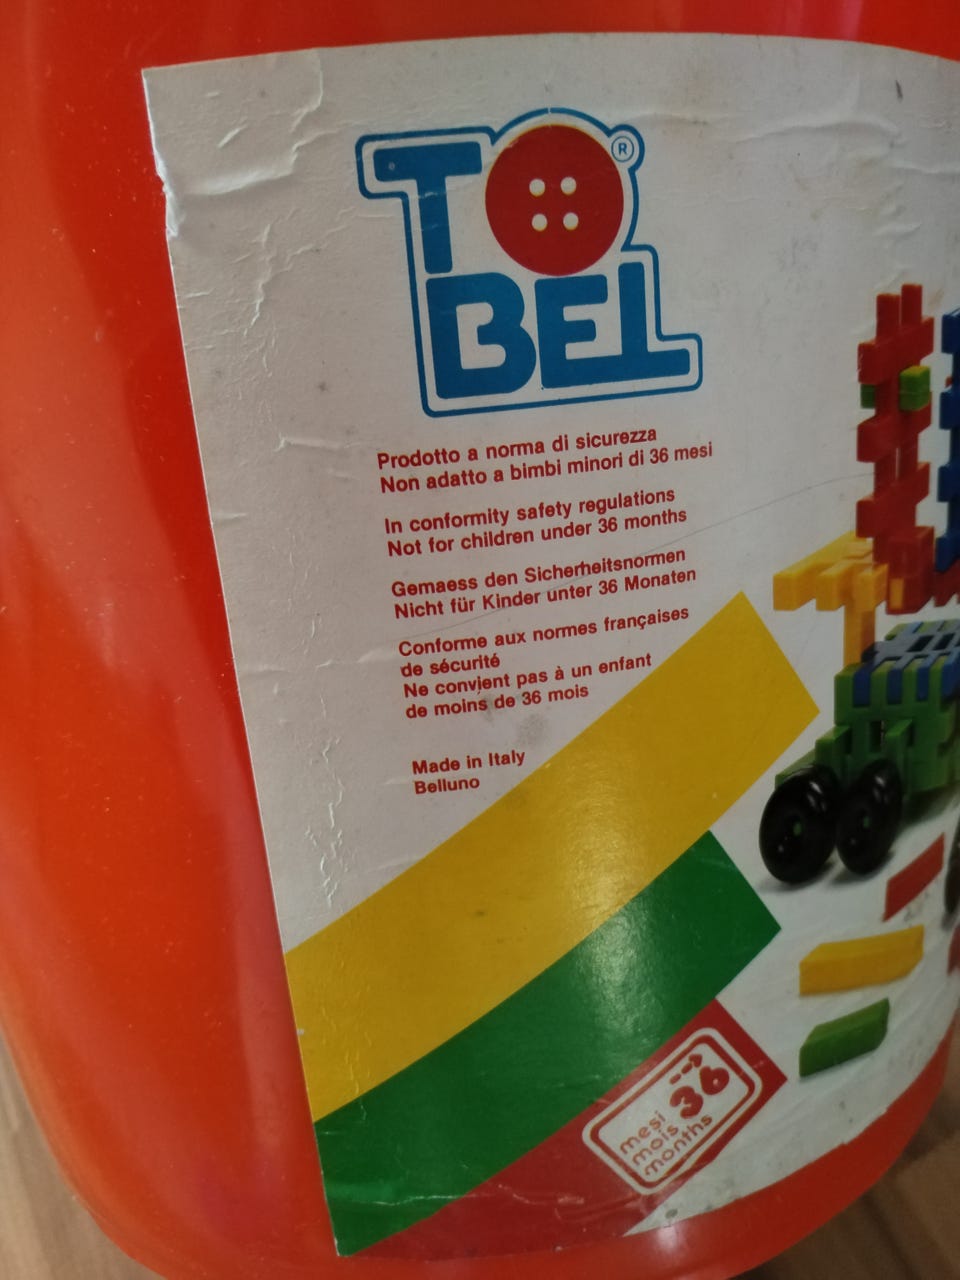 TOBEL®
Prodotto a norma di sicurezza
Non adatto a bimbi minori di 36 mesi
In conformity safety regulations
Not for children under 36 months
Gemaess den Sicherheitsnormen
Nicht für Kinder unter 36 Monaten
Conforme aux normes françaises
de sécurité
Ne convient pas à un enfant
de moins de 36 mois
Made in Italy
Belluno
36
mesi
mois
months